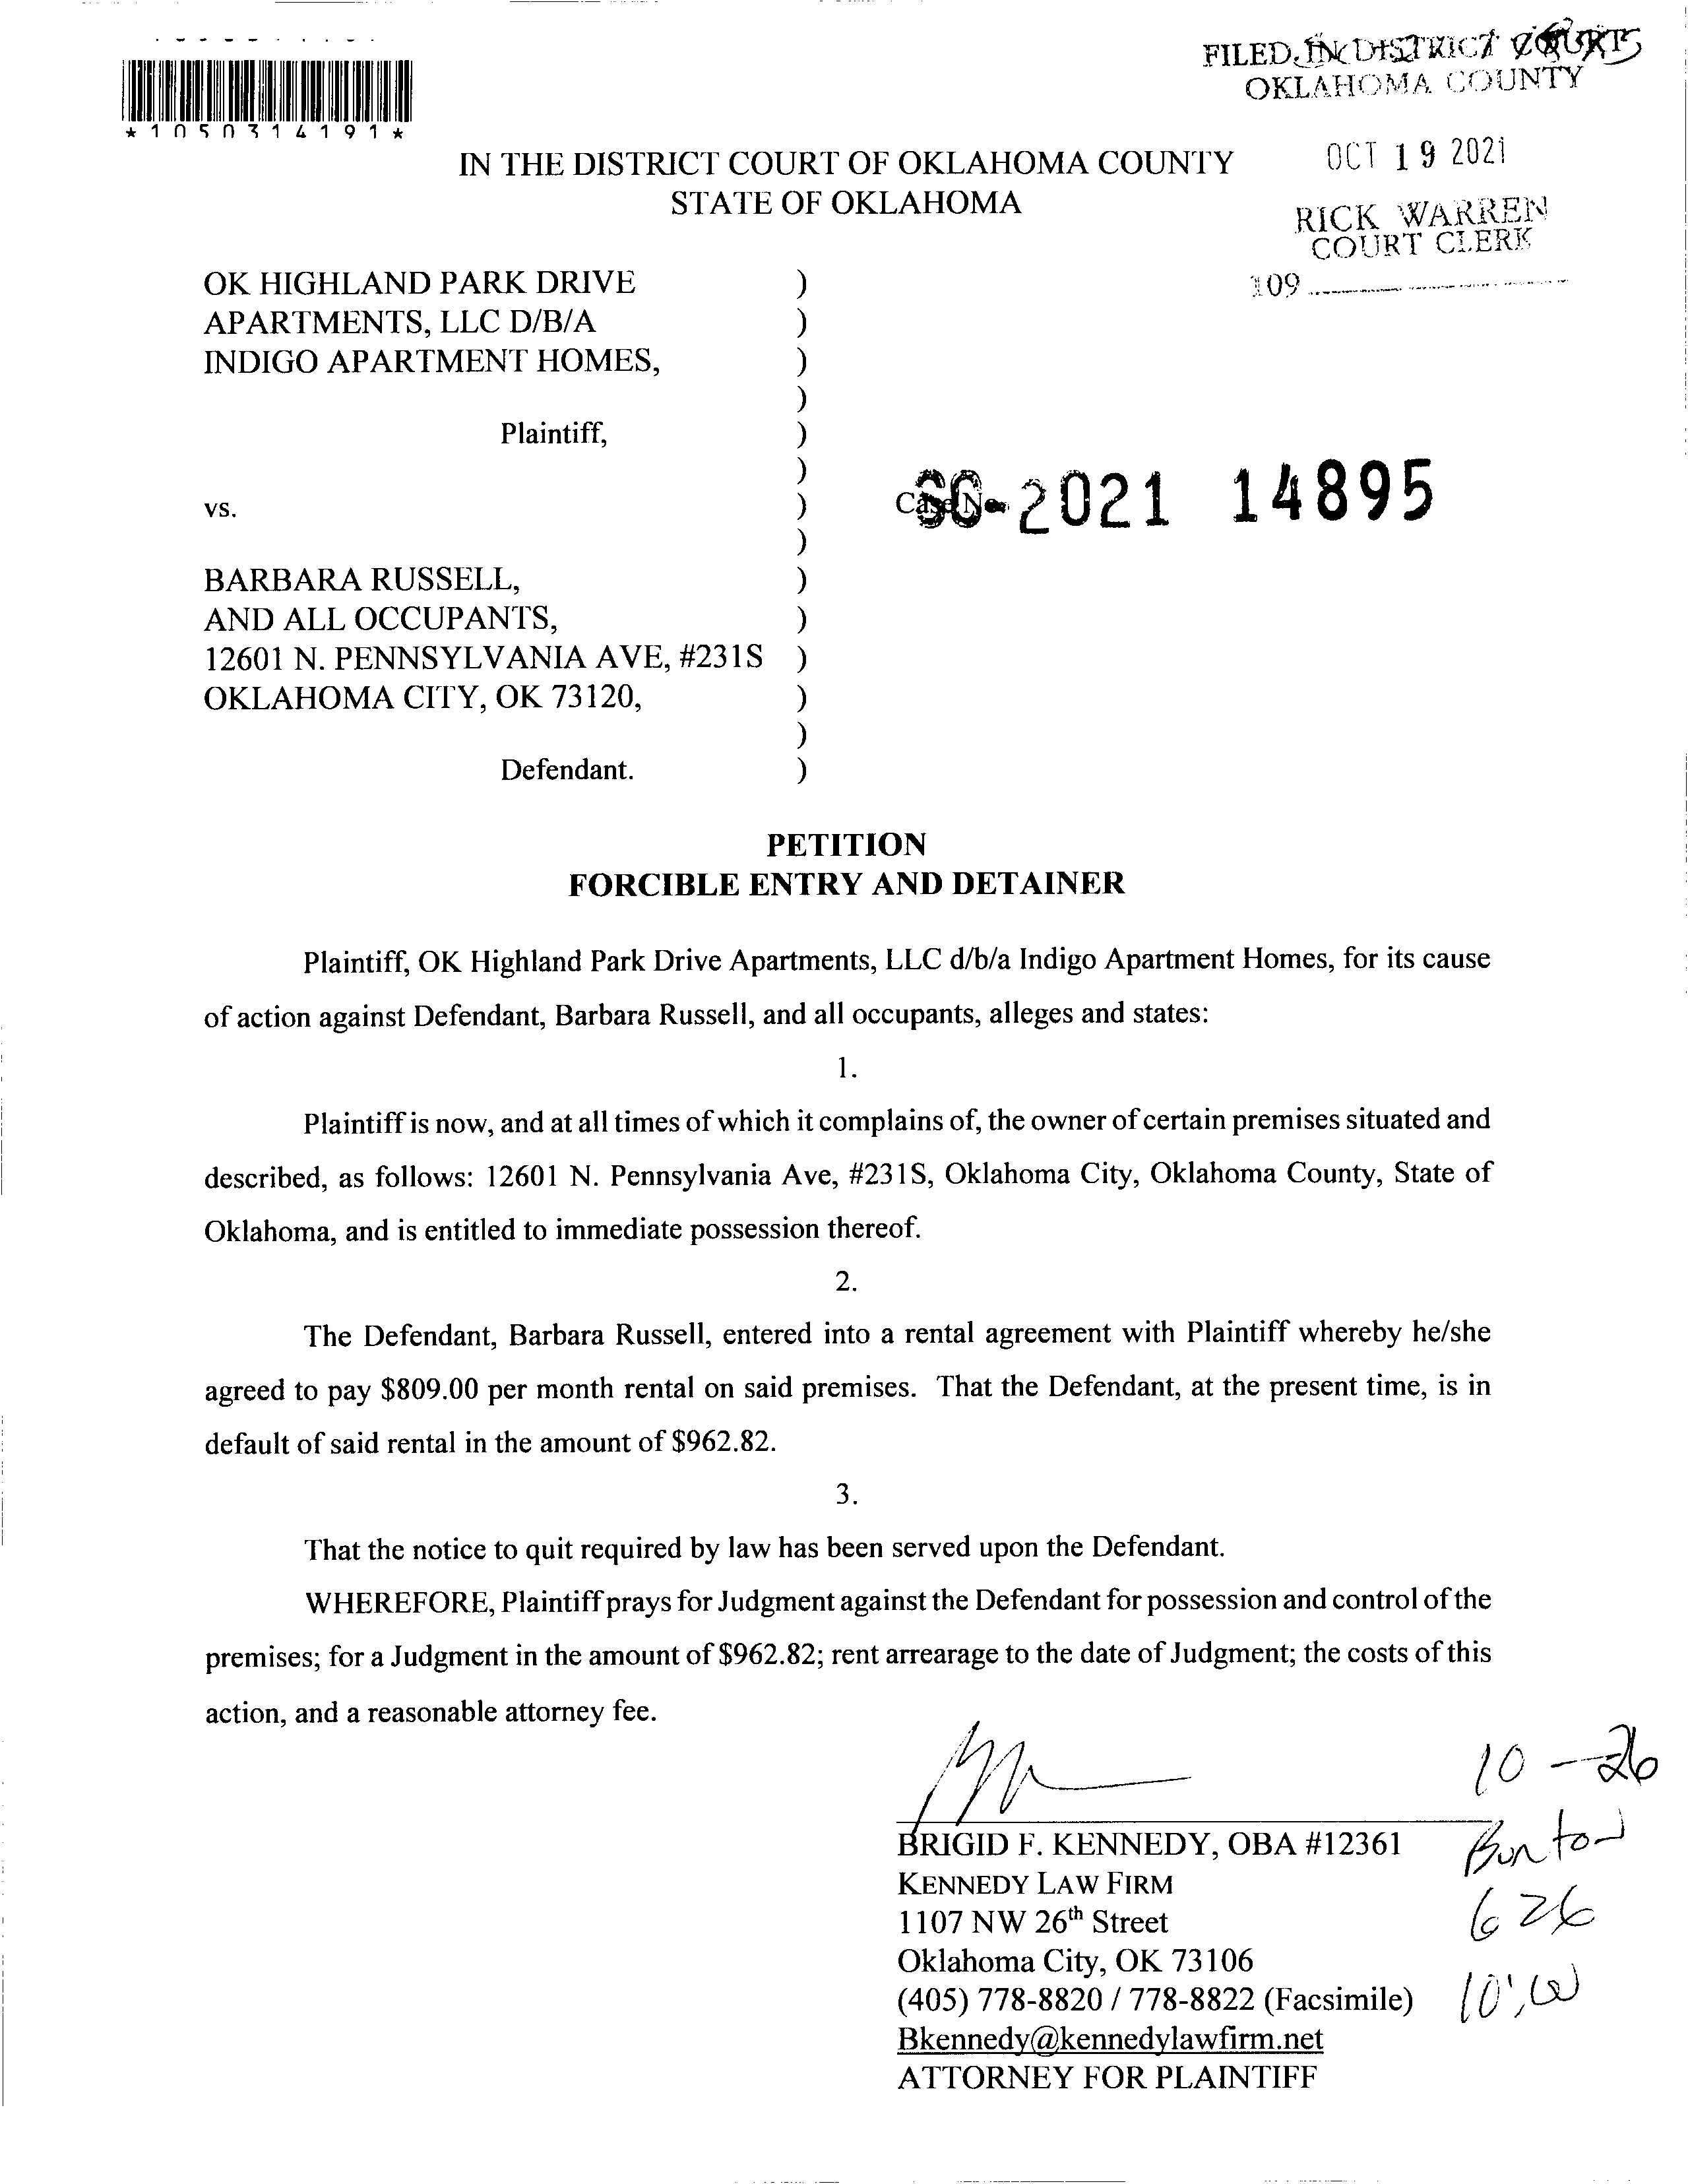 FILED IN DISTRICT COURT
OKLAHOMA COUNTY
*1050314191*
OCT 19 2021
IN THE DISTRICT COURT OF OKLAHOMA COUNTY
STATE OF OKLAHOMA
RICK WARREN
COURT CLERK
109
OK HIGHLAND PARK DRIVE )
APARTMENTS, LLC D/B/A )
INDIGO APARTMENT HOMES, )
)
Plaintiff, )
)
vs. ) Case No. SC-2021 14895
)
BARBARA RUSSELL, )
AND ALL OCCUPANTS, )
12601 N. PENNSYLVANIA AVE, #231S )
OKLAHOMA CITY, OK 73120, )
)
Defendant. )
PETITION
FORCIBLE ENTRY AND DETAINER
Plaintiff, OK Highland Park Drive Apartments, LLC d/b/a Indigo Apartment Homes, for its cause
of action against Defendant, Barbara Russell, and all occupants, alleges and states:
1.
Plaintiff is now, and at all times of which it complains of, the owner of certain premises situated and
described, as follows: 12601 N. Pennsylvania Ave, #231S, Oklahoma City, Oklahoma County, State of
Oklahoma, and is entitled to immediate possession thereof.
2.
The Defendant, Barbara Russell, entered into a rental agreement with Plaintiff whereby he/she
agreed to pay $809.00 per month rental on said premises. That the Defendant, at the present time, is in
default of said rental in the amount of $962.82.
3.
That the notice to quit required by law has been served upon the Defendant.
WHEREFORE, Plaintiff prays for Judgment against the Defendant for possession and control of the
premises; for a Judgment in the amount of $962.82; rent arrearage to the date of Judgment; the costs of this
action, and a reasonable attorney fee.
10-26
BRIGID F. KENNEDY, OBA #12361
Bunton
KENNEDY LAW FIRM
1107 NW 26th Street
626
Oklahoma City, OK 73106
(405) 778-8820 / 778-8822 (Facsimile)
10:00
Bkennedy@kennedylawfirm.net
ATTORNEY FOR PLAINTIFF